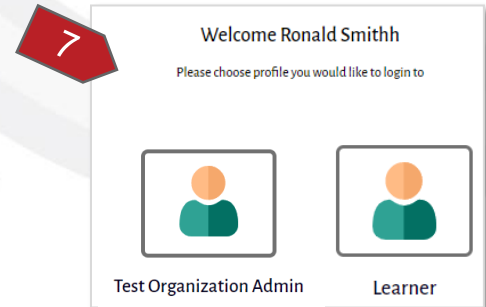 7
Welcome Ronald Smithh
Please choose profile you would like to login to
Test Organization Admin
Learner